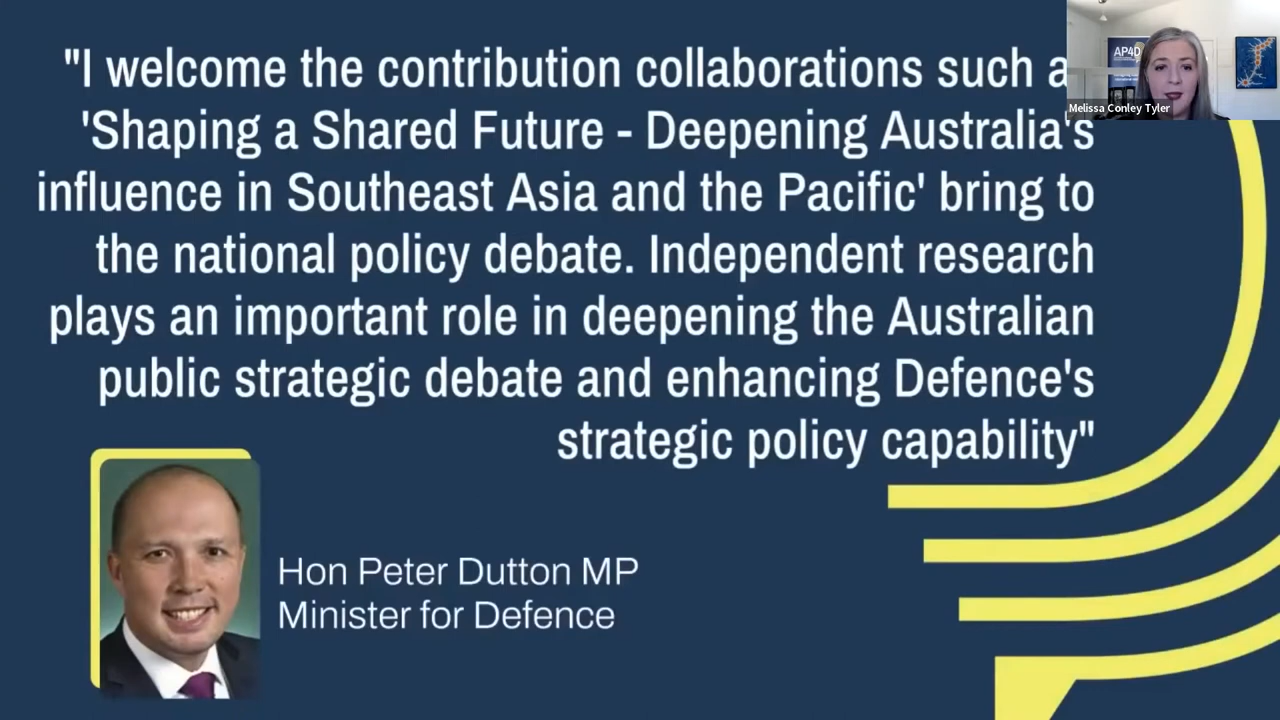 "I welcome the contribution collaborations such a
'Shaping a Shared Future - Deepening Australia's
influence in Southeast Asia and the Pacific' bring to
the national policy debate. Independent research
plays an important role in deepening the Australian
public strategic debate and enhancing Defence's
strategic policy capability"
Hon Peter Dutton MP
Minister for Defence
AP4D
Melissa Conley Tyler